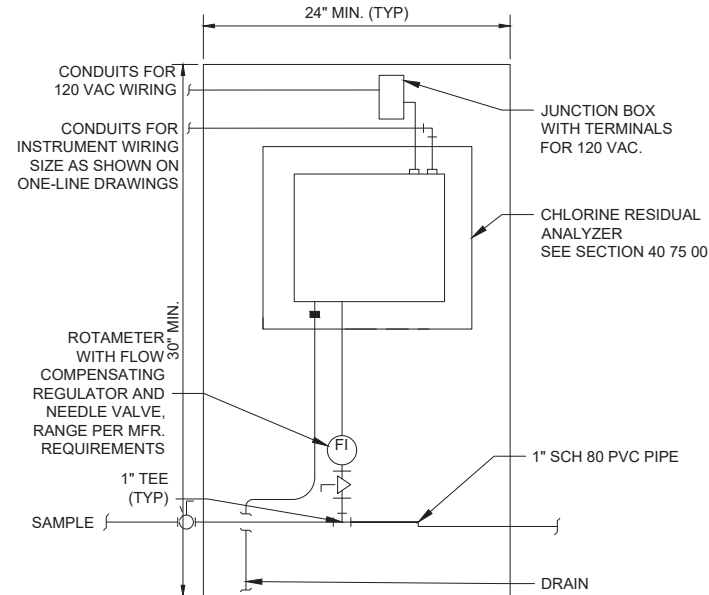 24" MIN. (TYP)
CONDUITS FOR
120 VAC WIRING
CONDUITS FOR
INSTRUMENT WIRING
SIZE AS SHOWN ON
ONE-LINE DRAWINGS
JUNCTION BOX
WITH TERMINALS
FOR 120 VAC.
CHLORINE RESIDUAL
ANALYZER
SEE SECTION 40 75 00
30" MIN.
ROTAMETER
WITH FLOW
COMPENSATING
REGULATOR AND
NEEDLE VALVE,
RANGE PER MFR.
REQUIREMENTS
FI
1" TEE
(TYP)
1" SCH 80 PVC PIPE
SAMPLE
DRAIN